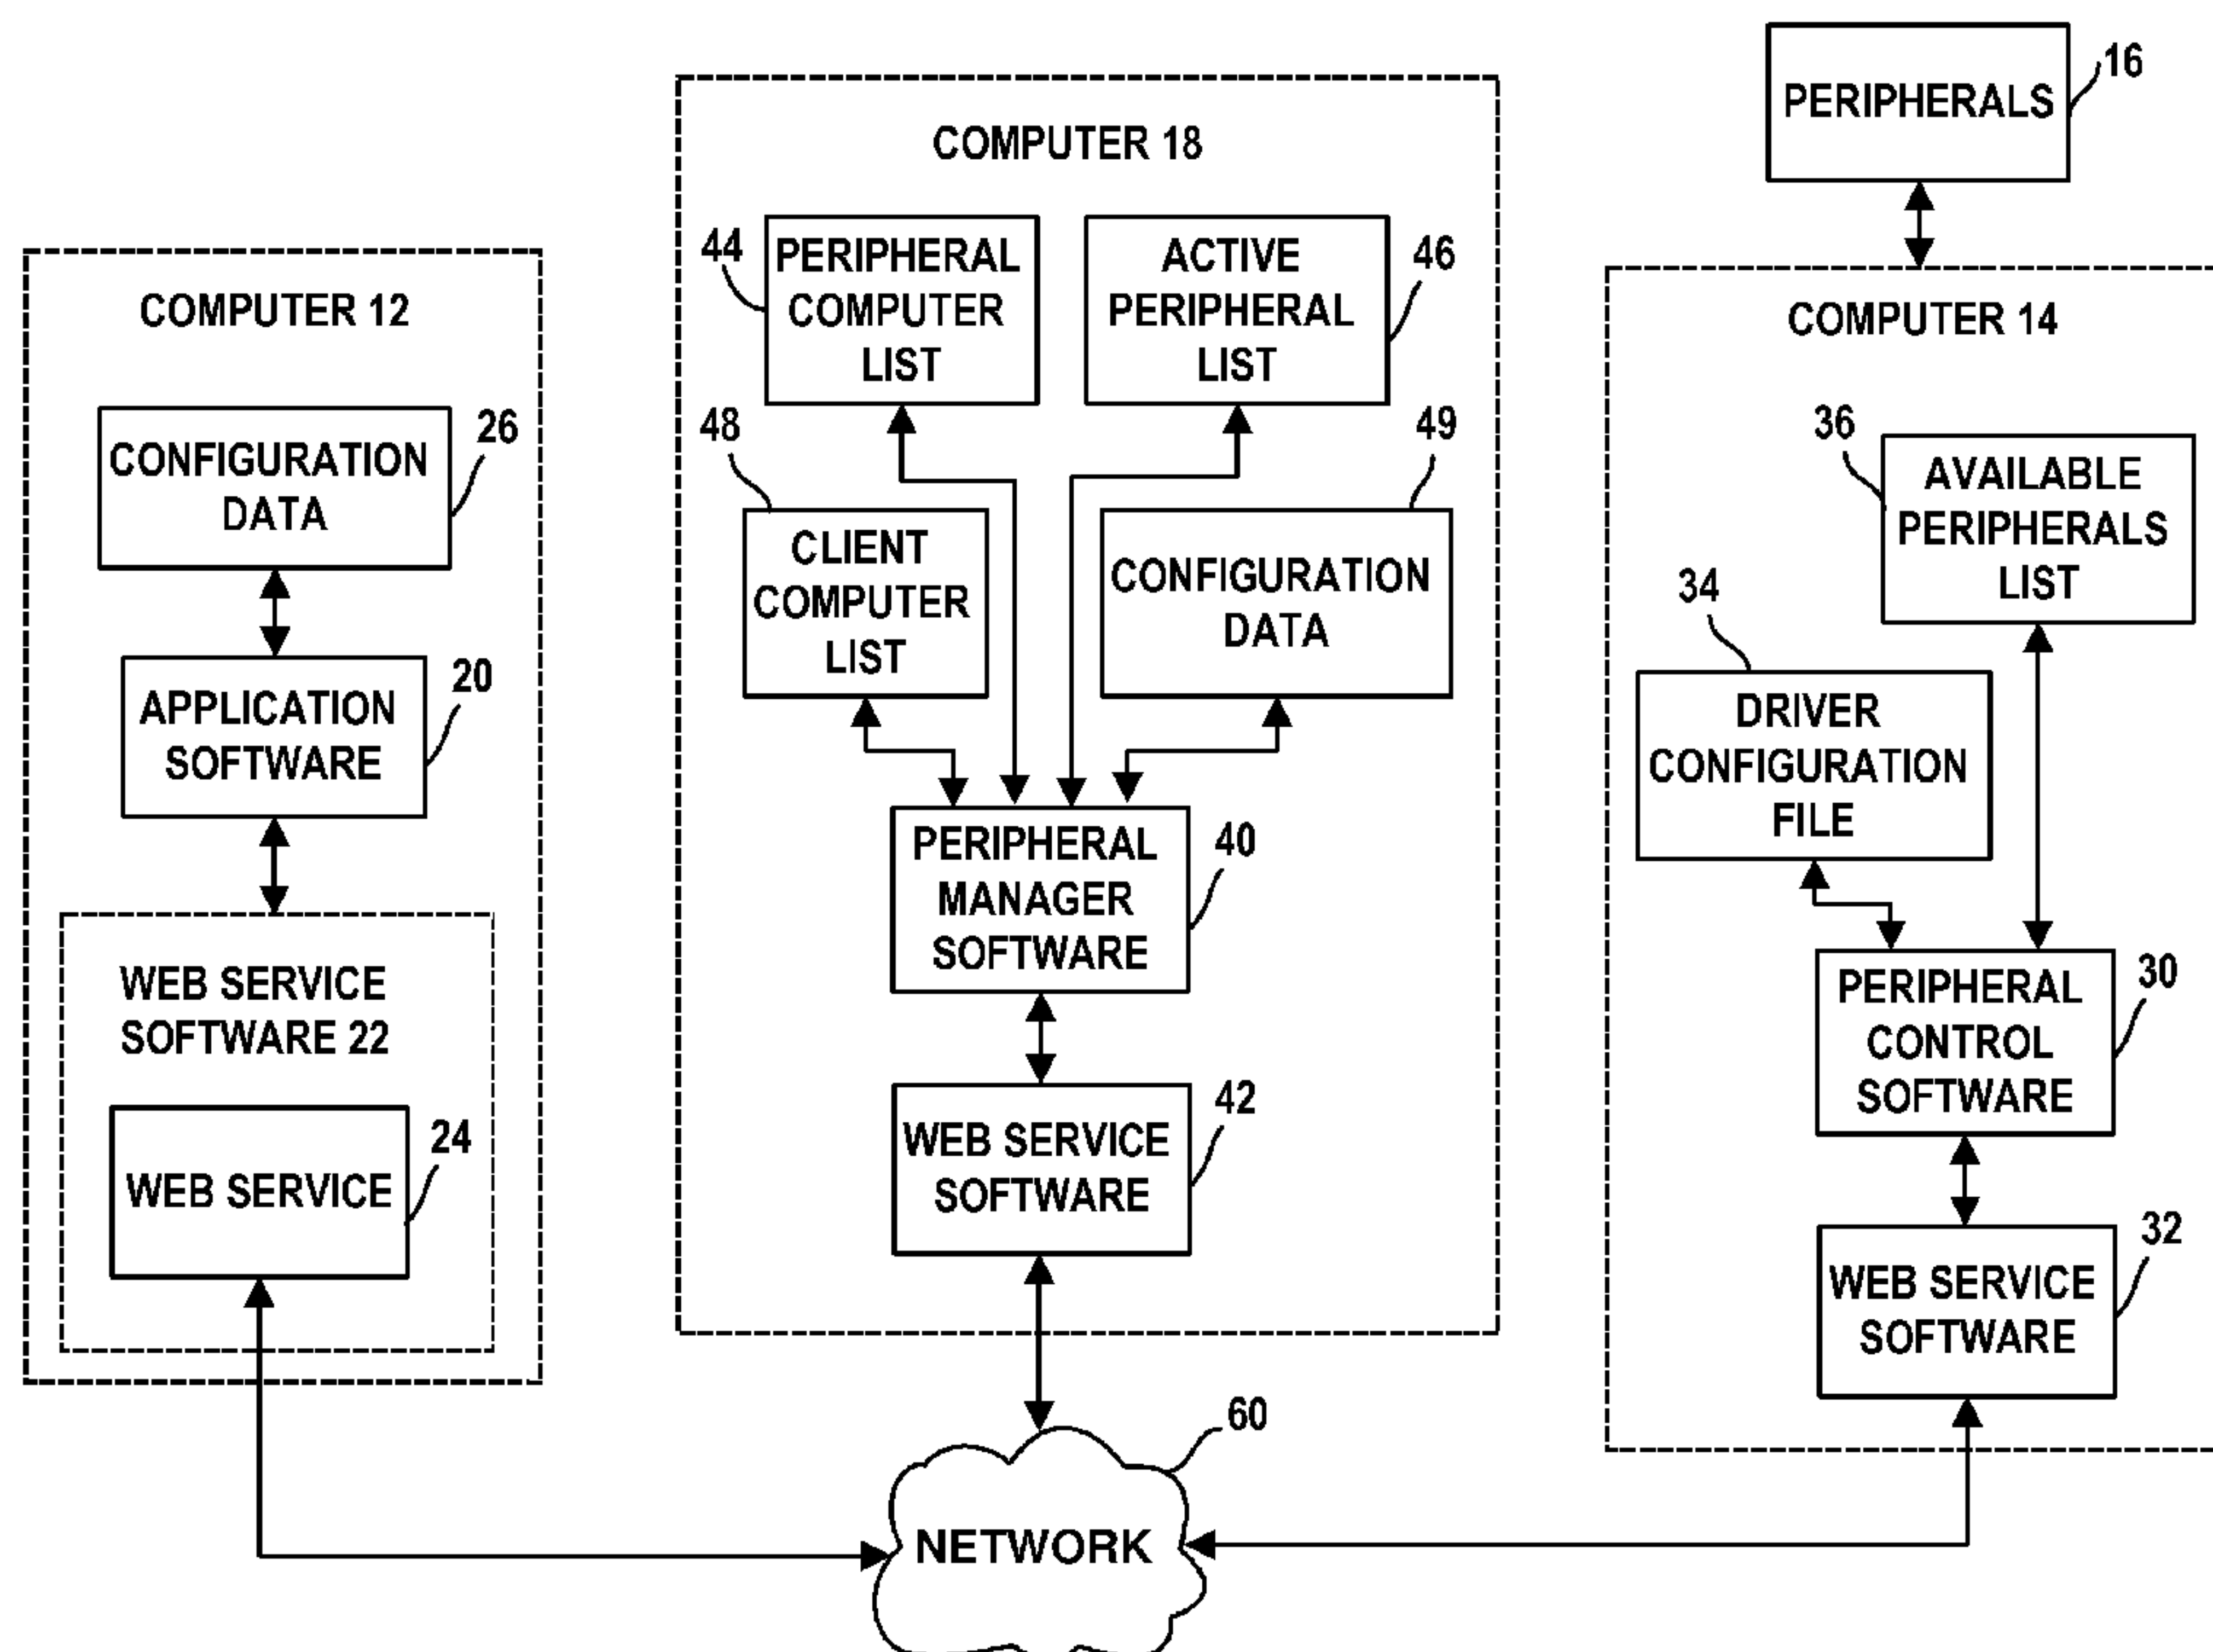 COMPUTER 12
CONFIGURATION
DATA
26
APPLICATION
SOFTWARE
20
WEB SERVICE
SOFTWARE 22
WEB SERVICE
24
COMPUTER 18
44
PERIPHERAL
COMPUTER
LIST
ACTIVE
PERIPHERAL
LIST
46
48
CLIENT
COMPUTER
LIST
49
CONFIGURATION
DATA
PERIPHERAL
MANAGER
SOFTWARE
40
WEB SERVICE
SOFTWARE
42
PERIPHERALS
16
COMPUTER 14
36
AVAILABLE
PERIPHERALS
LIST
34
DRIVER
CONFIGURATION
FILE
PERIPHERAL
CONTROL
SOFTWARE
30
WEB SERVICE
SOFTWARE
32
60
NETWORK